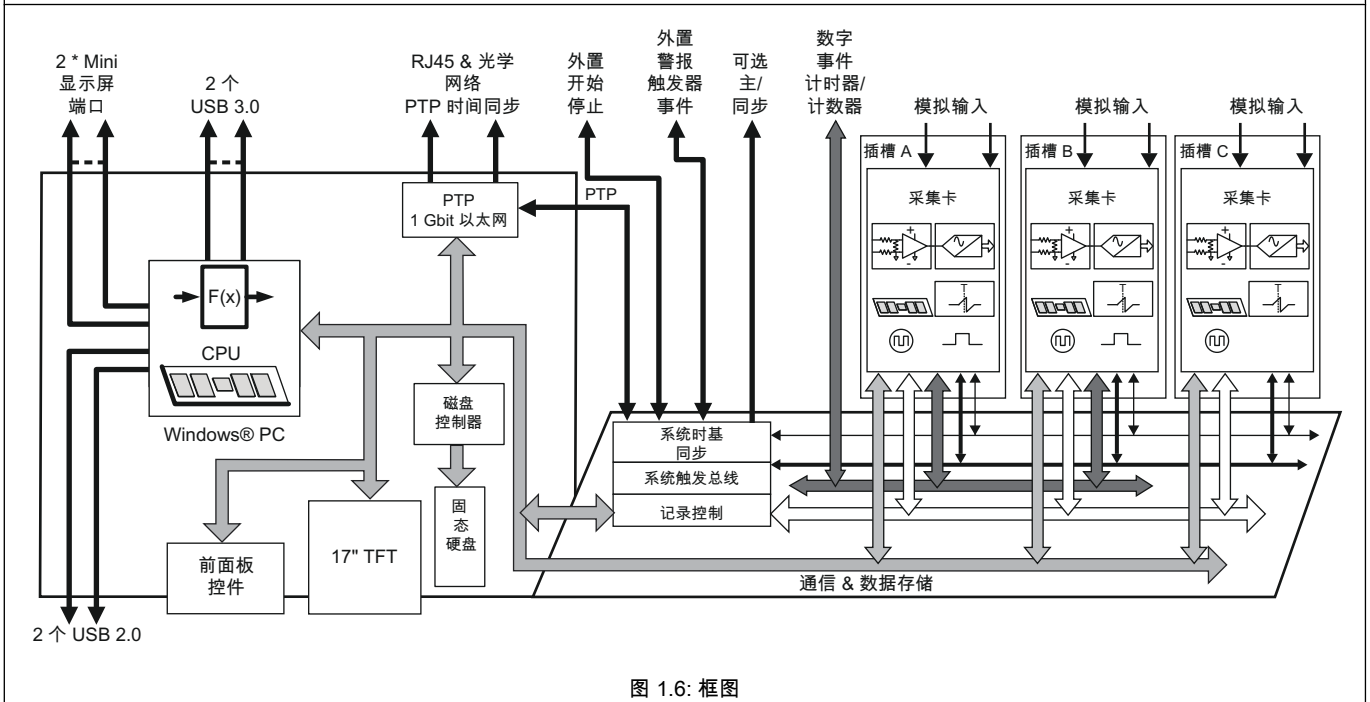 2 * Mini
显示屏
端口
2 个
USB 3.0
RJ45 & 光学
网络
PTP 时间同步
外置
开始
停止
外置
警报
触发器
事件
可选
主/
同步
数字
事件
计时器/
计数器
模拟输入
模拟输入
模拟输入
插槽 A
插槽 B
插槽 C
采集卡
采集卡
采集卡
+
-
+
-
+
-
T
T
T
PTP
1 Gbit 以太网
PTP
F(x)
CPU
Windows® PC
磁盘
控制器
固
态
硬盘
系统时基
同步
系统触发总线
记录控制
前面板
控件
17" TFT
通信 & 数据存储
2 个 USB 2.0
图 1.6: 框图